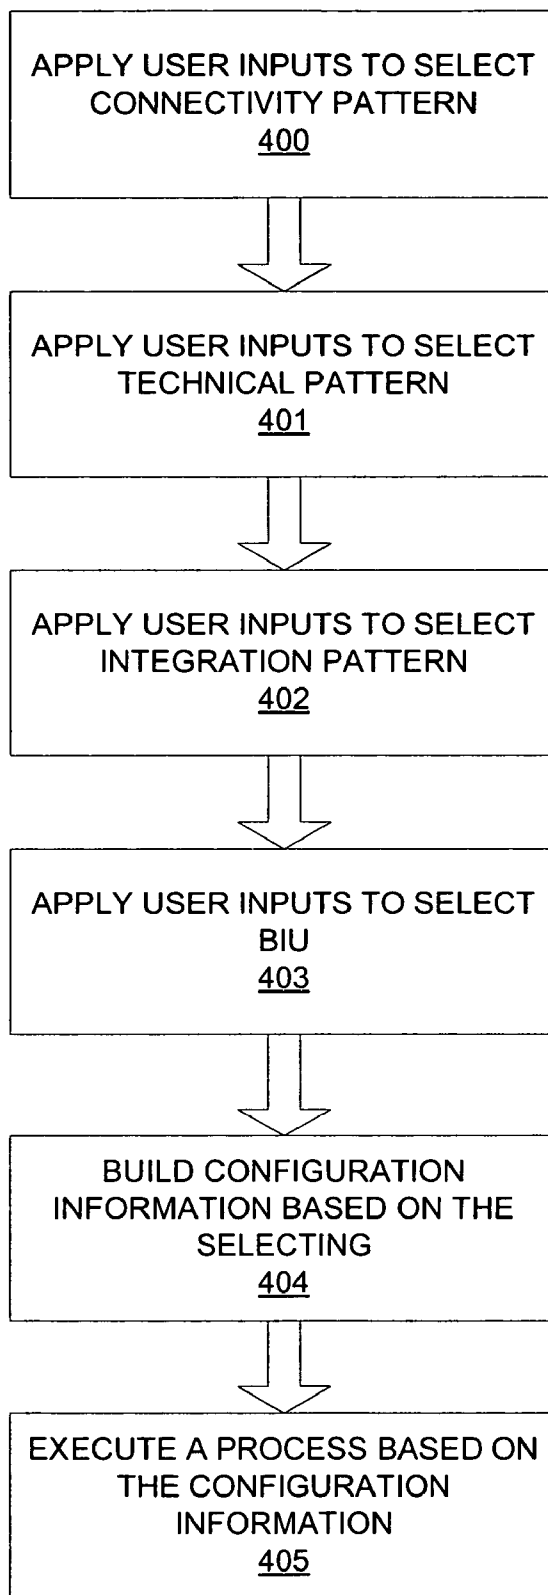 APPLY USER INPUTS TO SELECT
CONNECTIVITY PATTERN
400
APPLY USER INPUTS TO SELECT
TECHNICAL PATTERN
401
APPLY USER INPUTS TO SELECT
INTEGRATION PATTERN
402
APPLY USER INPUTS TO SELECT
BIU
403
BUILD CONFIGURATION
INFORMATION BASED ON THE
SELECTING
404
EXECUTE A PROCESS BASED ON
THE CONFIGURATION
INFORMATION
405